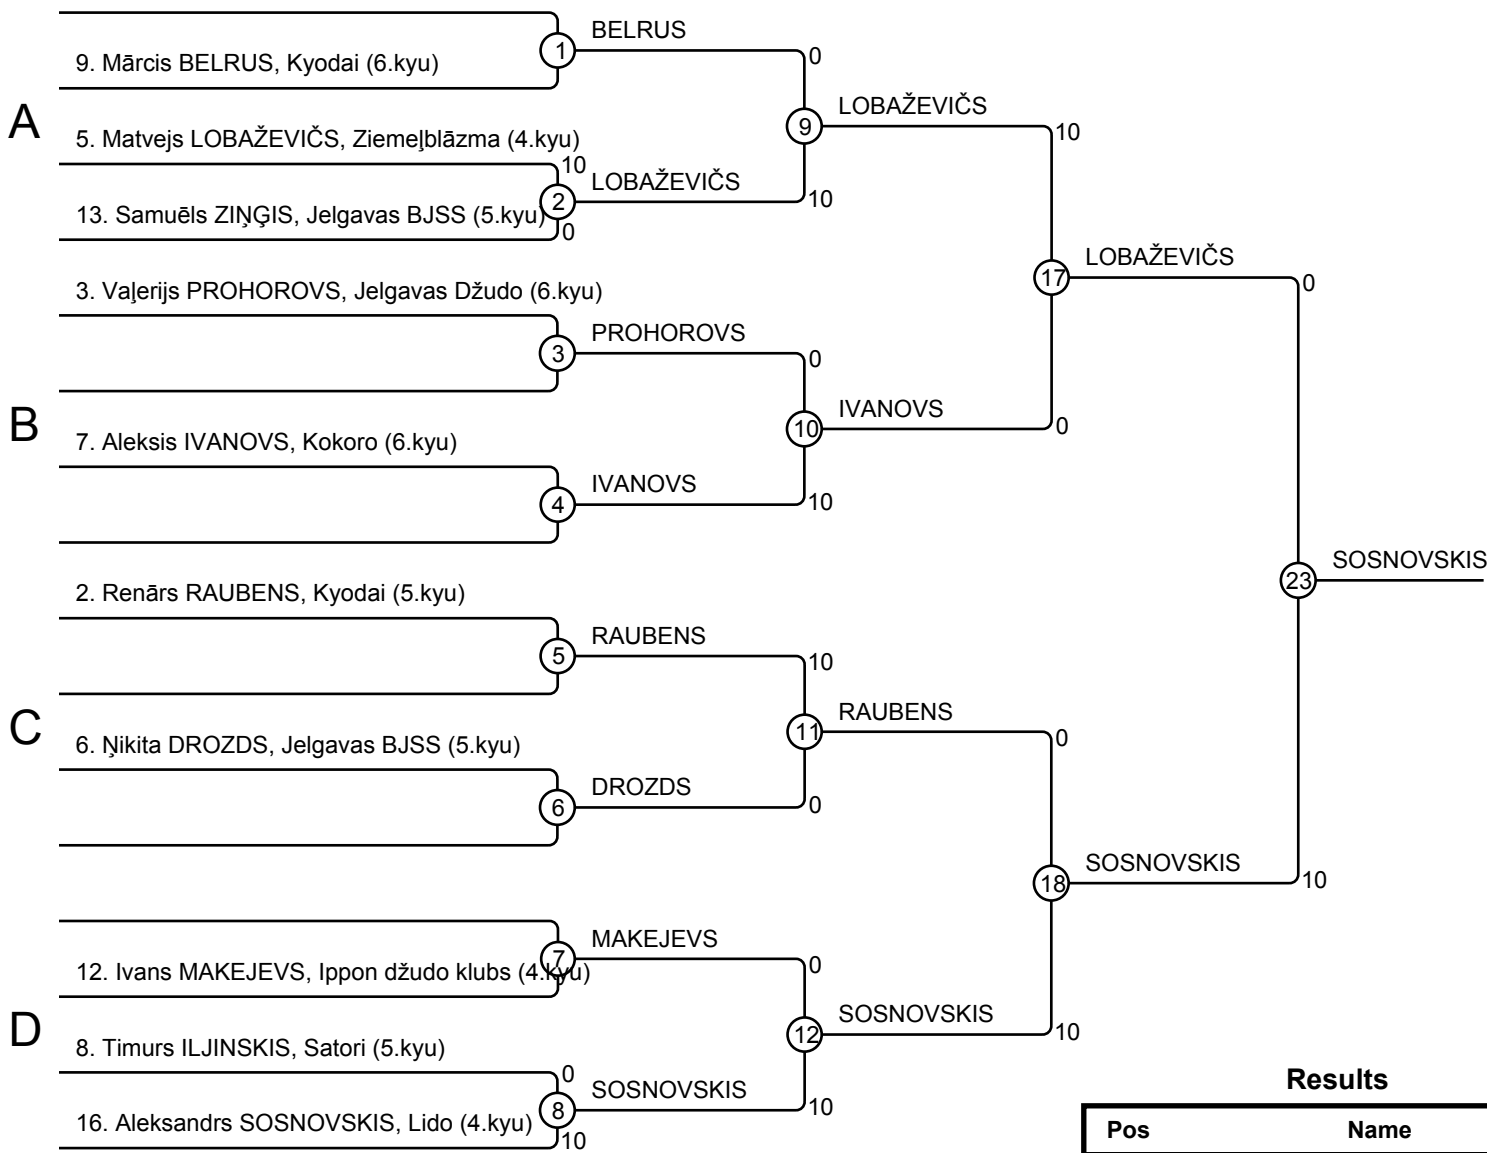 BELRUS
1
0
9. Mārcis BELRUS, Kyodai (6.kyu)
A
LOBAŽEVIČS
9
10
5. Matvejs LOBAŽEVIČS, Ziemeļblāzma (4.kyu)
10
LOBAŽEVIČS
2
10
13. Samuēls ZIŅĢIS, Jelgavas BJSS (5.kyu)
0
LOBAŽEVIČS
17
0
3. Vaļerijs PROHOROVS, Jelgavas Džudo (6.kyu)
PROHOROVS
3
0
B
IVANOVS
10
0
7. Aleksis IVANOVS, Kokoro (6.kyu)
IVANOVS
4
10
SOSNOVSKIS
23
2. Renārs RAUBENS, Kyodai (5.kyu)
RAUBENS
5
10
C
RAUBENS
11
0
6. Ņikita DROZDS, Jelgavas BJSS (5.kyu)
DROZDS
6
0
SOSNOVSKIS
18
10
MAKEJEVS
7
0
12. Ivans MAKEJEVS, Ippon džudo klubs (4.kyu)
D
SOSNOVSKIS
12
10
8. Timurs ILJINSKIS, Satori (5.kyu)
0
SOSNOVSKIS
8
10
16. Aleksandrs SOSNOVSKIS, Lido (4.kyu)
10
Results
Pos Name